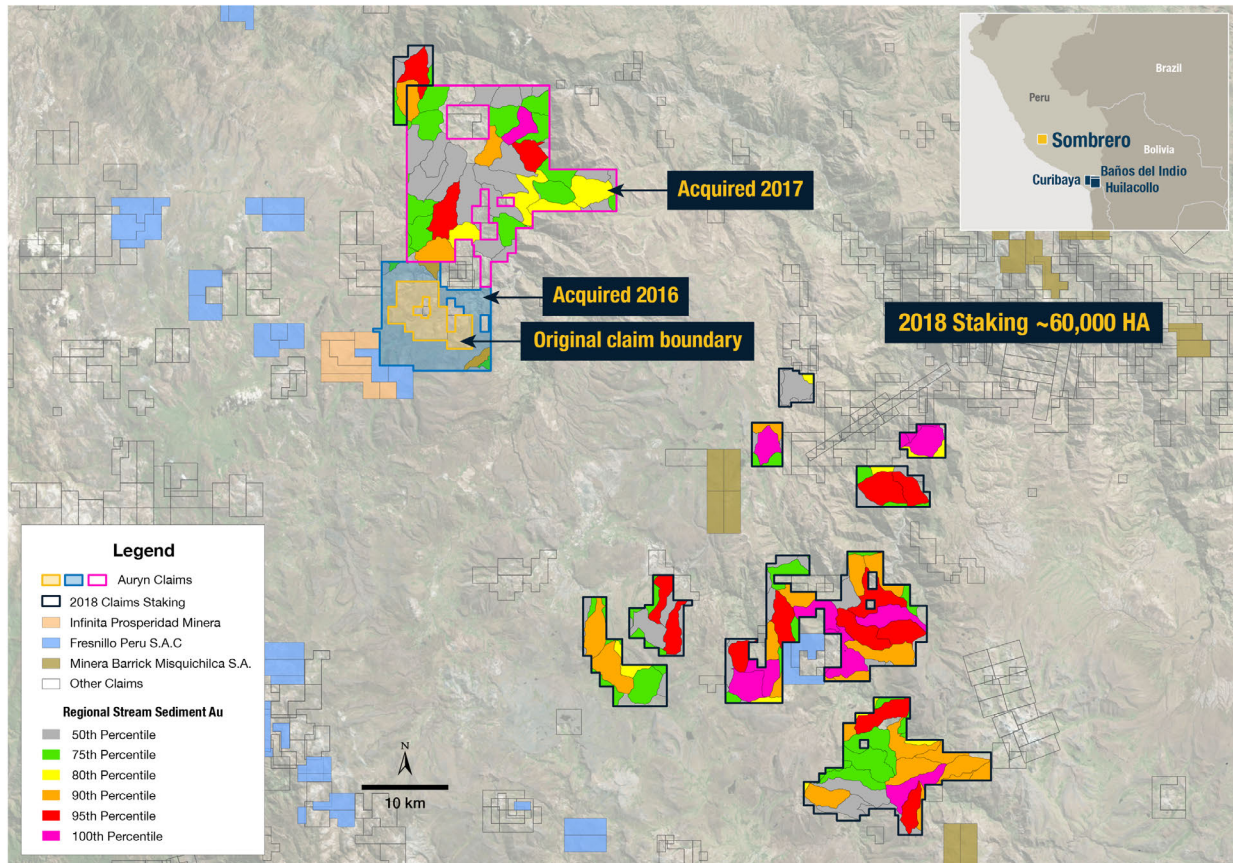 Brazil
Peru
Sombrero
Bolivia
Curibaya
Baños del Indio
Huilacollo
Acquired 2017
Acquired 2016
Original claim boundary
2018 Staking ~60,000 HA
Legend
Auryn Claims
2018 Claims Staking
Infinita Prosperidad Minera
Fresnillo Peru S.A.C
Minera Barrick Misquichilca S.A.
Other Claims
Regional Stream Sediment Au
50th Percentile
75th Percentile
80th Percentile
90th Percentile
95th Percentile
100th Percentile
N
10 km